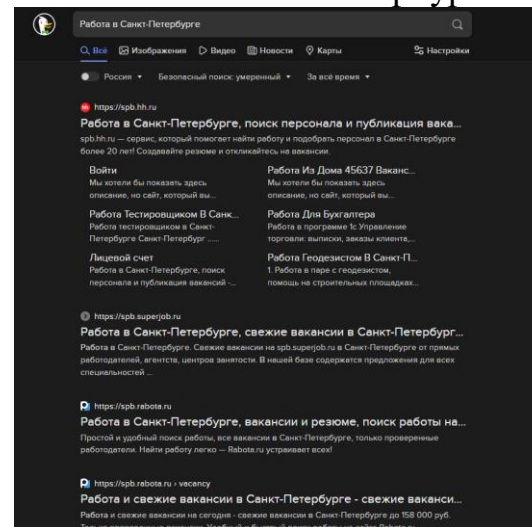 Работа в Санкт-Петербурге
Всё Изображения Видео Новости Карты Настройки
Россия Безопасный поиск: умеренный За всё время
https://spb.hh.ru
Работа в Санкт-Петербурге, поиск персонала и публикация вака...
spb.hh.ru — сервис, который помогает найти работу и подобрать персонал в Санкт-Петербурге
более 20 лет! Создавайте резюме и откликайтесь на вакансии.
Войти
Мы хотели бы показать здесь
описание, но сайт, который вы...
Работа Из Дома 45637 Ваканс...
Мы хотели бы показать здесь
описание, но сайт, который вы...
Работа Тестировщиком В Санк...
Работа тестировщиком в Санкт-
Петербурге Санкт-Петербург ......
Работа Для Бухгалтера
Работа в программе 1с Управление
торговли: выписки, заказы клиента,...
Лицевой счет
Работа в Санкт-Петербурге, поиск
персонала и публикация вакансий -...
Работа Геодезистом В Санкт-П...
1. Работа в паре с геодезистом,
помощь на строительных площадках...
https://spb.superjob.ru
Работа в Санкт-Петербурге, свежие вакансии в Санкт-Петербург...
Работа в Санкт-Петербурге. Свежие вакансии на spb.superjob.ru в Санкт-Петербурге от прямых
работодателей, агентств, центров занятости. В нашей базе содержатся предложения для всех
специальностей ...
https://spb.rabota.ru
Работа в Санкт-Петербурге, вакансии и резюме, поиск работы на...
Простой и удобный поиск работы, все вакансии в Санкт-Петербурге, только проверенные
работодатели. Найти работу легко — Rabota.ru устраивает всех!
https://spb.rabota.ru › vacancy
Работа и свежие вакансии в Санкт-Петербурге - свежие ваканси...
Работа и свежие вакансии на сегодня - свежие вакансии в Санкт-Петербурге до 158 000 руб.